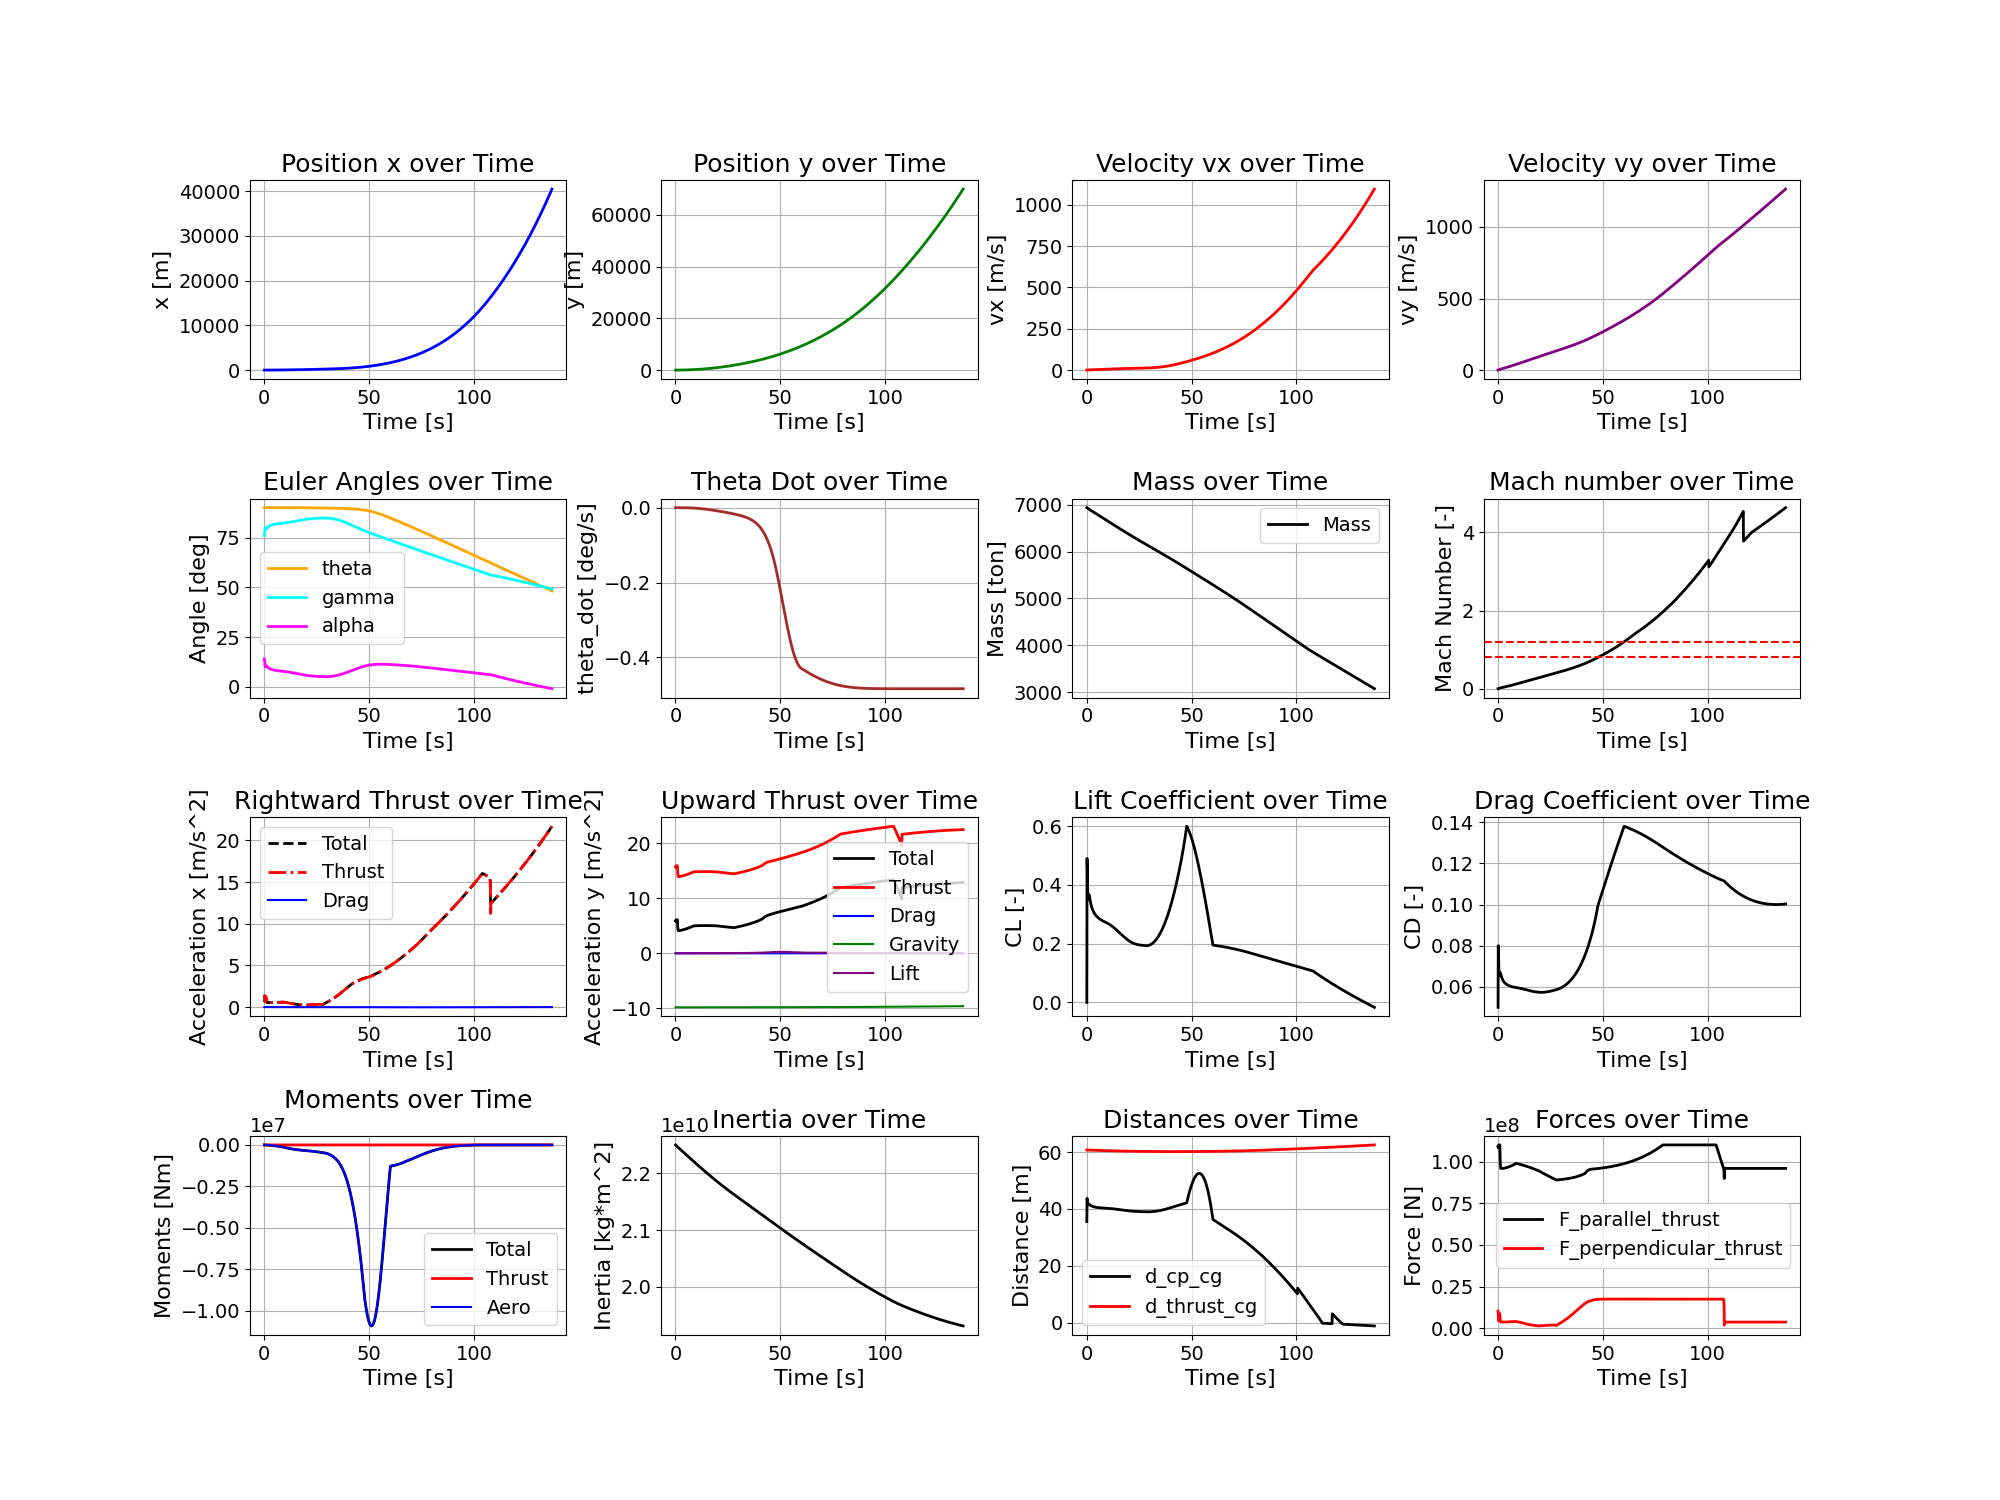 Position x over Time
x [m]
40000
30000
20000
10000
0
0 50 100
Time [s]
Position y over Time
y [m]
60000
40000
20000
0
0 50 100
Time [s]
Velocity vx over Time
vx [m/s]
1000
750
500
250
0
0 50 100
Time [s]
Velocity vy over Time
vy [m/s]
1000
500
0
0 50 100
Time [s]
Euler Angles over Time
Angle [deg]
75
50
25
0
theta
gamma
alpha
0 50 100
Time [s]
Theta Dot over Time
theta_dot [deg/s]
0.0
−0.2
−0.4
0 50 100
Time [s]
Mass over Time
Mass [ton]
7000
6000
5000
4000
3000
Mass
0 50 100
Time [s]
Mach number over Time
Mach Number [-]
4
2
0
0 50 100
Time [s]
Rightward Thrust over Time
Acceleration x [m/s^2]
20
15
10
5
0
Total
Thrust
Drag
0 50 100
Time [s]
Upward Thrust over Time
Acceleration y [m/s^2]
20
10
0
−10
Total
Thrust
Drag
Gravity
Lift
0 50 100
Time [s]
Lift Coefficient over Time
CL [-]
0.6
0.4
0.2
0.0
0 50 100
Time [s]
Drag Coefficient over Time
CD [-]
0.14
0.12
0.10
0.08
0.06
0 50 100
Time [s]
Moments over Time
1e7
Moments [Nm]
0.00
−0.25
−0.50
−0.75
−1.00
Total
Thrust
Aero
0 50 100
Time [s]
Inertia over Time
1e10
Inertia [kg*m^2]
2.2
2.1
2.0
0 50 100
Time [s]
Distances over Time
Distance [m]
60
40
20
0
d_cp_cg
d_thrust_cg
0 50 100
Time [s]
Forces over Time
1e8
Force [N]
1.00
0.75
0.50
0.25
0.00
F_parallel_thrust
F_perpendicular_thrust
0 50 100
Time [s]